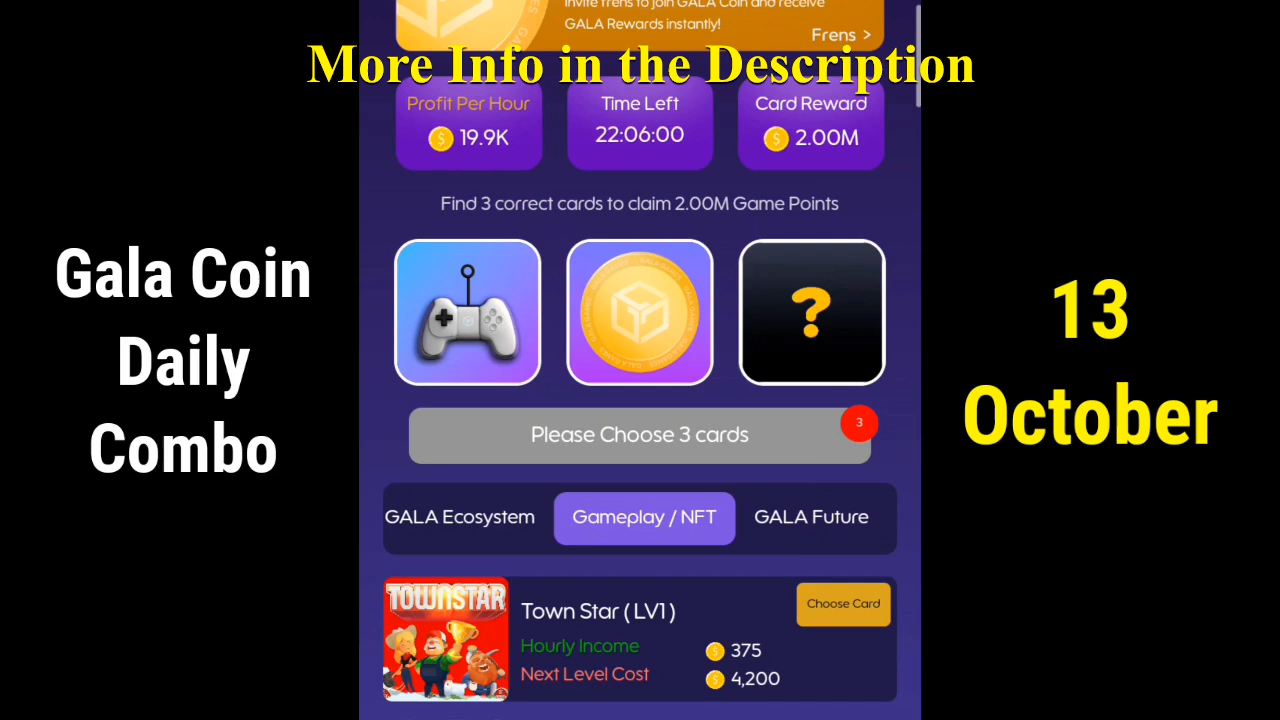 Invite frens to join GALA Coin and receive
GALA Rewards instantly!
Frens >
More Info in the Description
Profit Per Hour
19.9K
Time Left
22:06:00
Card Reward
2.00M
Find 3 correct cards to claim 2.00M Game Points
?
Please Choose 3 cards
3
GALA Ecosystem
Gameplay / NFT
GALA Future
TOWNSTAR
Town Star ( LV1 )
Choose Card
Hourly Income
375
Next Level Cost
4,200
Gala Coin
Daily
Combo
13
October